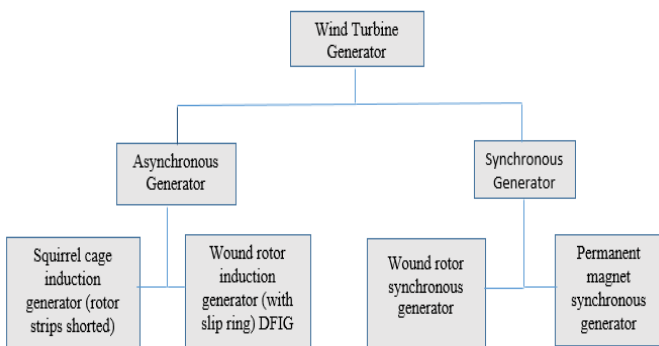 Wind Turbine
Generator
Asynchronous
Generator
Synchronous
Generator
Squirrel cage
induction
generator (rotor
strips shorted)
Wound rotor
induction
generator (with
slip ring) DFIG
Wound rotor
synchronous
generator
Permanent
magnet
synchronous
generator